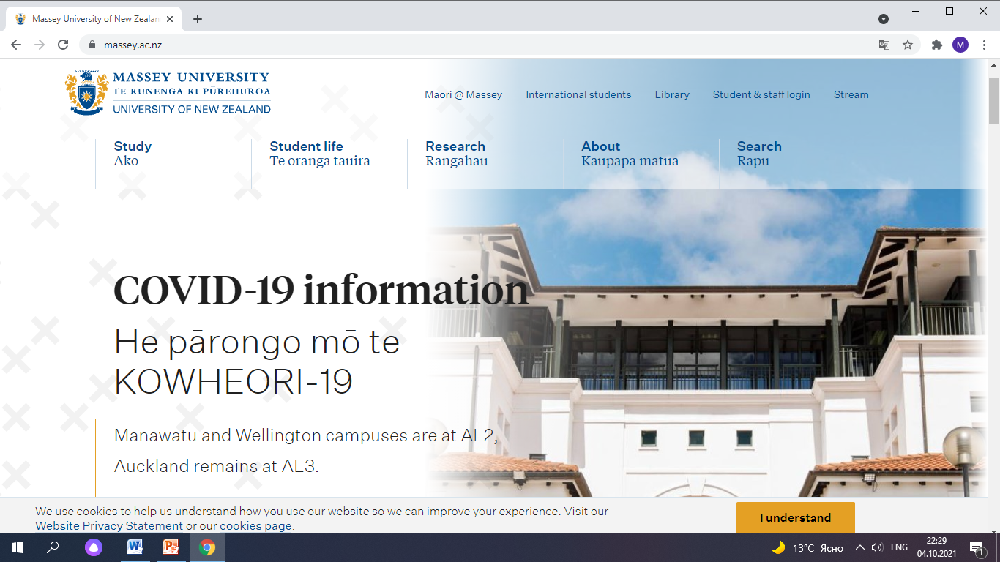 Massey University of New Zealan
massey.ac.nz
M
MASSEY UNIVERSITY
TE KUNENGA KI PŪREHUROA
UNIVERSITY OF NEW ZEALAND
Māori @ Massey International students Library Student & staff login Stream
Study Student life Research About Search
Ako Te oranga tauira Rangahau Kaupapa matua Rapu
COVID-19 information
He pārongo mō te
KOWHEORI-19
Manawatū and Wellington campuses are at AL2,
Auckland remains at AL3.
We use cookies to help us understand how you use our website so we can improve your experience. Visit our
Website Privacy Statement or our cookies page.
I understand
13°C Ясно ENG
22:29
04.10.2021
1